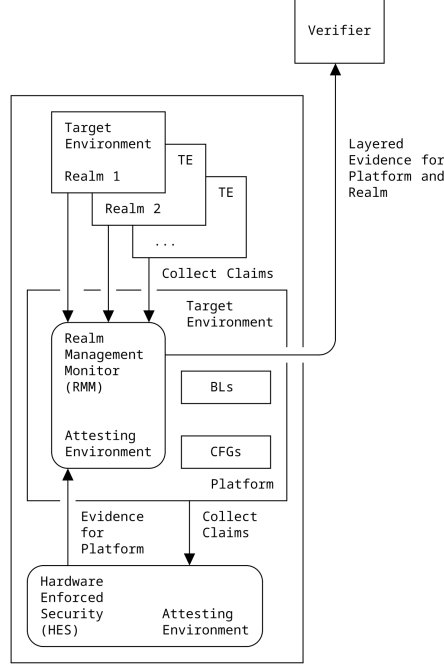 Verifier
Layered
Evidence for
Platform and
Realm
Target
Environment
Realm 1
TE
Realm 2
TE
...
Collect Claims
Target
Environment
Realm
Management
Monitor
(RMM)
Attesting
Environment
BLs
CFGs
Platform
Evidence
for
Platform
Collect
Claims
Hardware
Enforced
Security
(HES)
Attesting
Environment